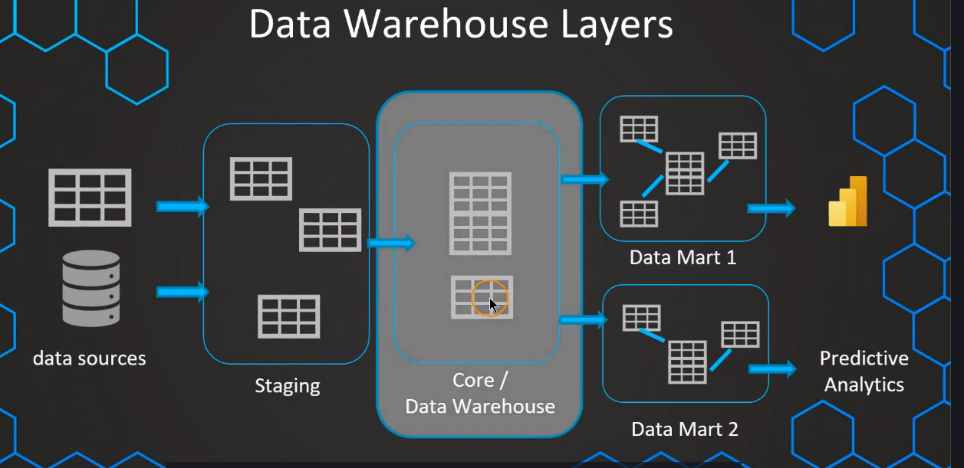 Data Warehouse Layers
data sources
Staging
Core /
Data Warehouse
Data Mart 1
Data Mart 2
Predictive
Analytics